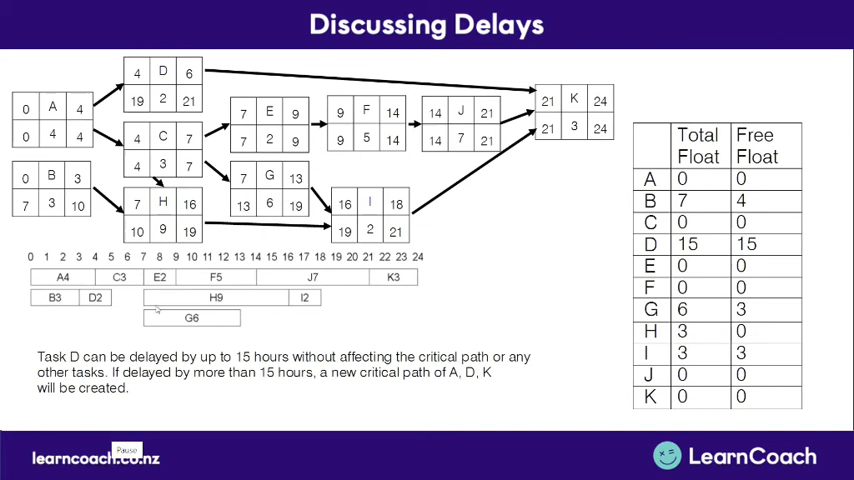 Discussing Delays
4 D 6
19 2 21
0 A 4
0 4 4
21 K 24
21 3 24
7 E 9
7 2 9
9 F 14
9 5 14
14 J 21
14 7 21
4 C 7
4 3 7
0 B 3
7 3 10
7 G 13
13 6 19
7 H 16
10 9 19
16 I 18
19 2 21
0 1 2 3 4 5 6 7 8 9 10 11 12 13 14 15 16 17 18 19 20 21 22 23 24
A4 C3 E2 F5 J7 K3
B3 D2 H9 I2
G6
Total Float Free Float
A 0 0
B 7 4
C 0 0
D 15 15
E 0 0
F 0 0
G 6 3
H 3 0
I 3 3
J 0 0
K 0 0
Task D can be delayed by up to 15 hours without affecting the critical path or any
other tasks. If delayed by more than 15 hours, a new critical path of A, D, K
will be created.
Pause
learncoach.co.nz
LearnCoach